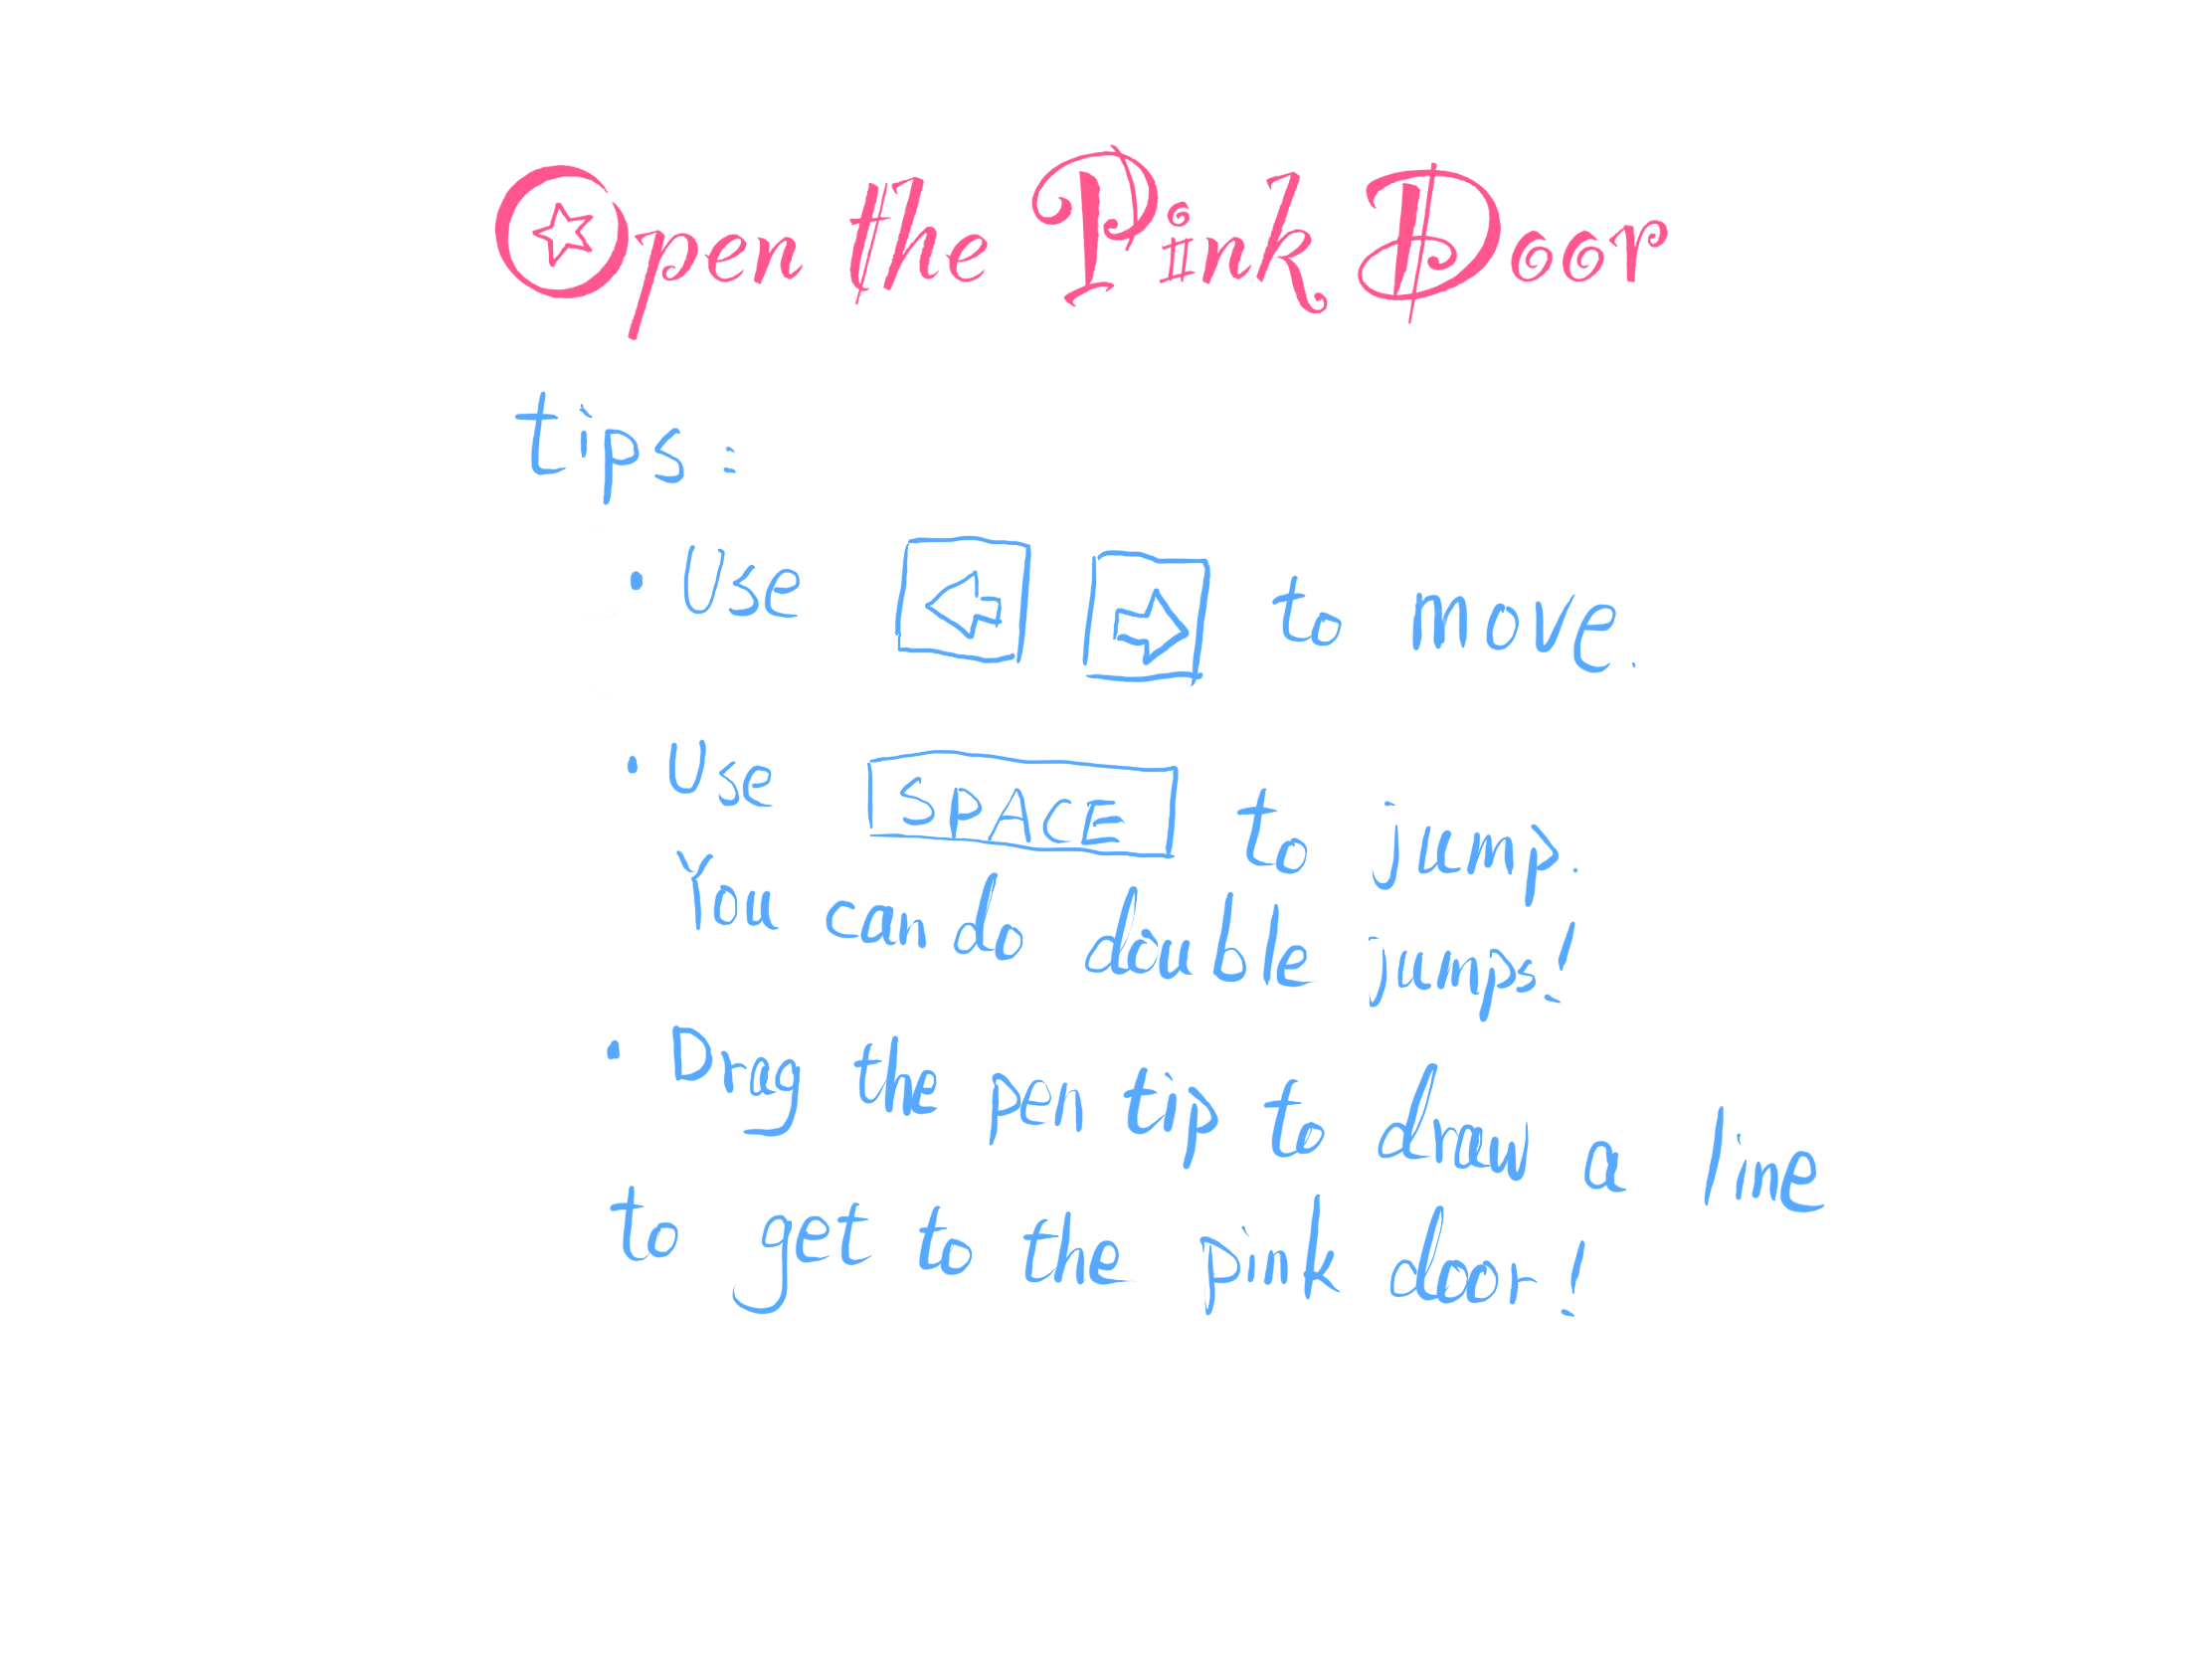 Open the Pink Door
tips:
• Use ← → to move.
• Use SPACE to jump.
You can do double jumps!
• Drag the pen tip to draw a line
to get to the pink door!